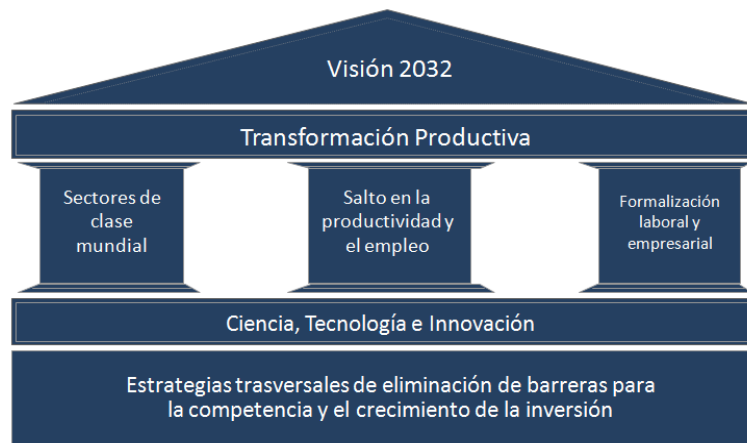 Visión 2032
Transformación Productiva
Sectores de
clase
mundial
Salto en la
productividad y
el empleo
Formalización
laboral y
empresarial
Ciencia, Tecnología e Innovación
Estrategias trasversales de eliminación de barreras para
la competencia y el crecimiento de la inversión